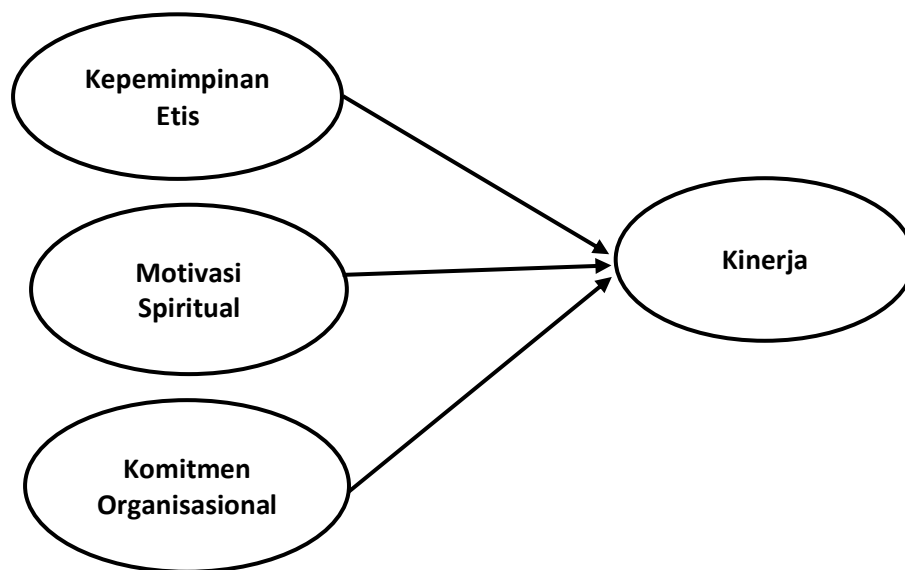 Kepemimpinan
Etis
Motivasi
Spiritual
Kinerja
Komitmen
Organisasional